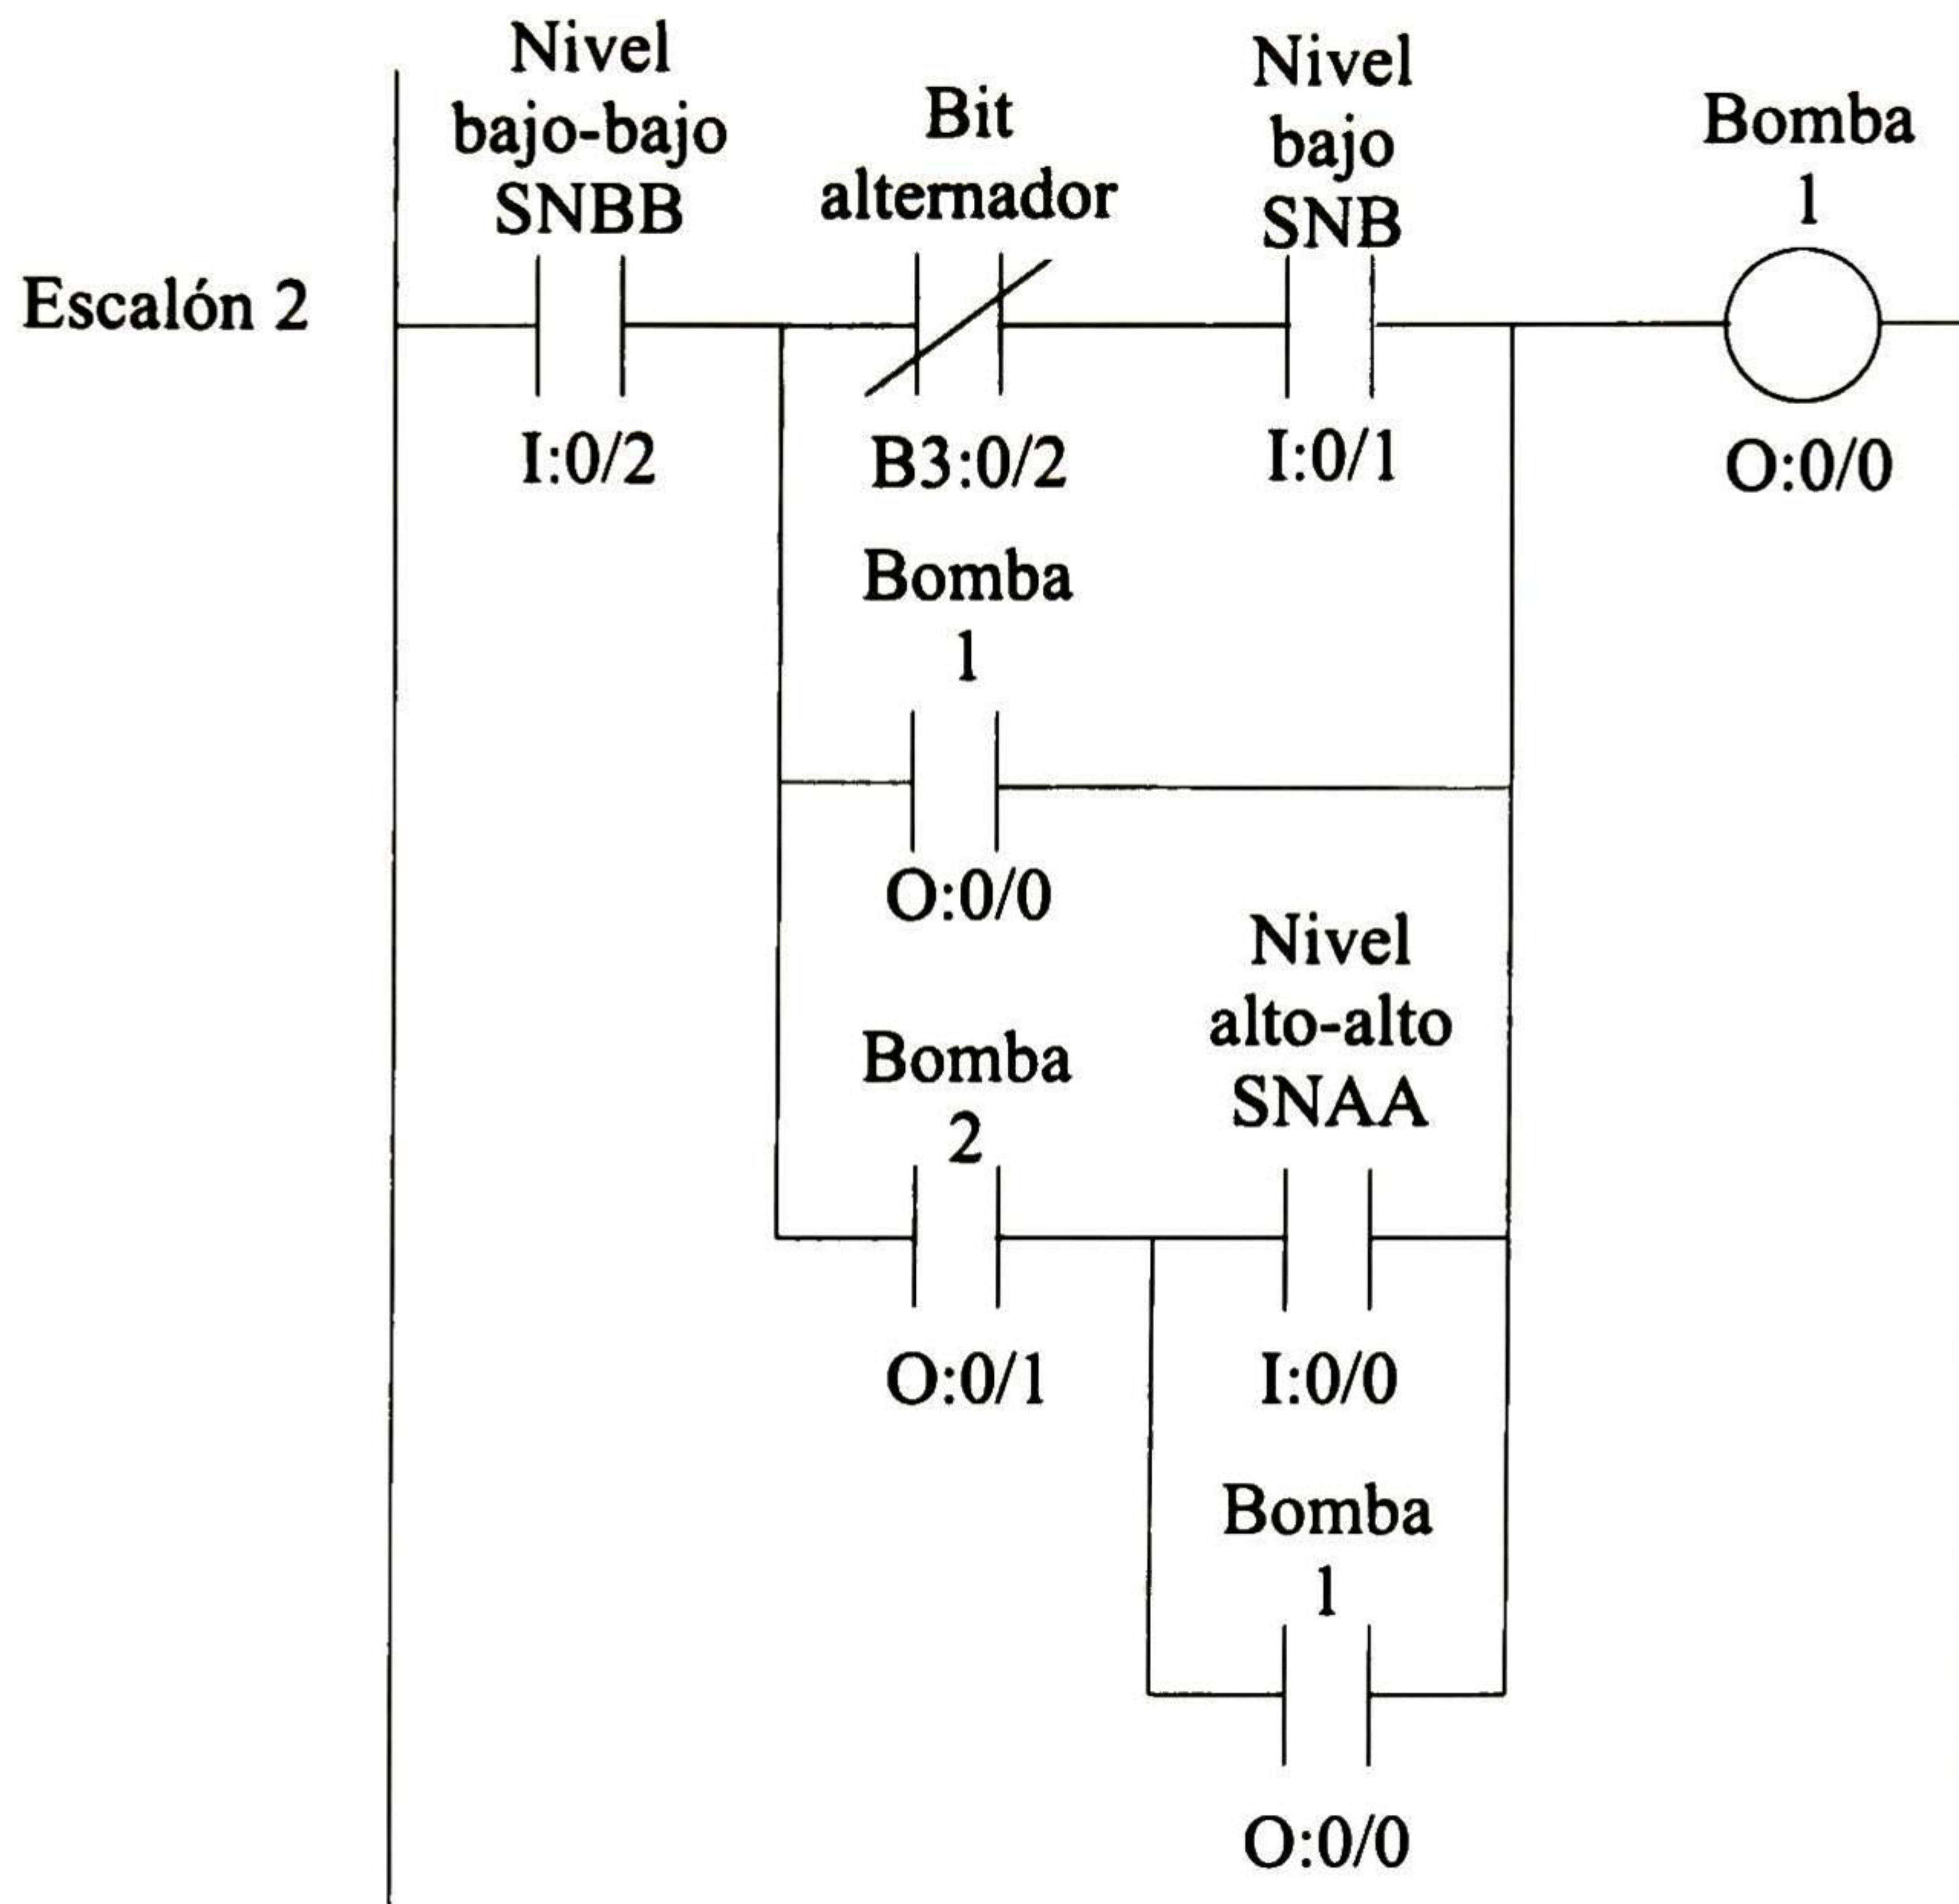 Nivel
bajo-bajo
SNBB
Bit
alternador
Nivel
bajo
SNB
Bomba
1
Escalón 2
I:0/2
B3:0/2
I:0/1
O:0/0
Bomba
1
O:0/0
Nivel
alto-alto
SNAA
Bomba
2
O:0/1
I:0/0
Bomba
1
O:0/0